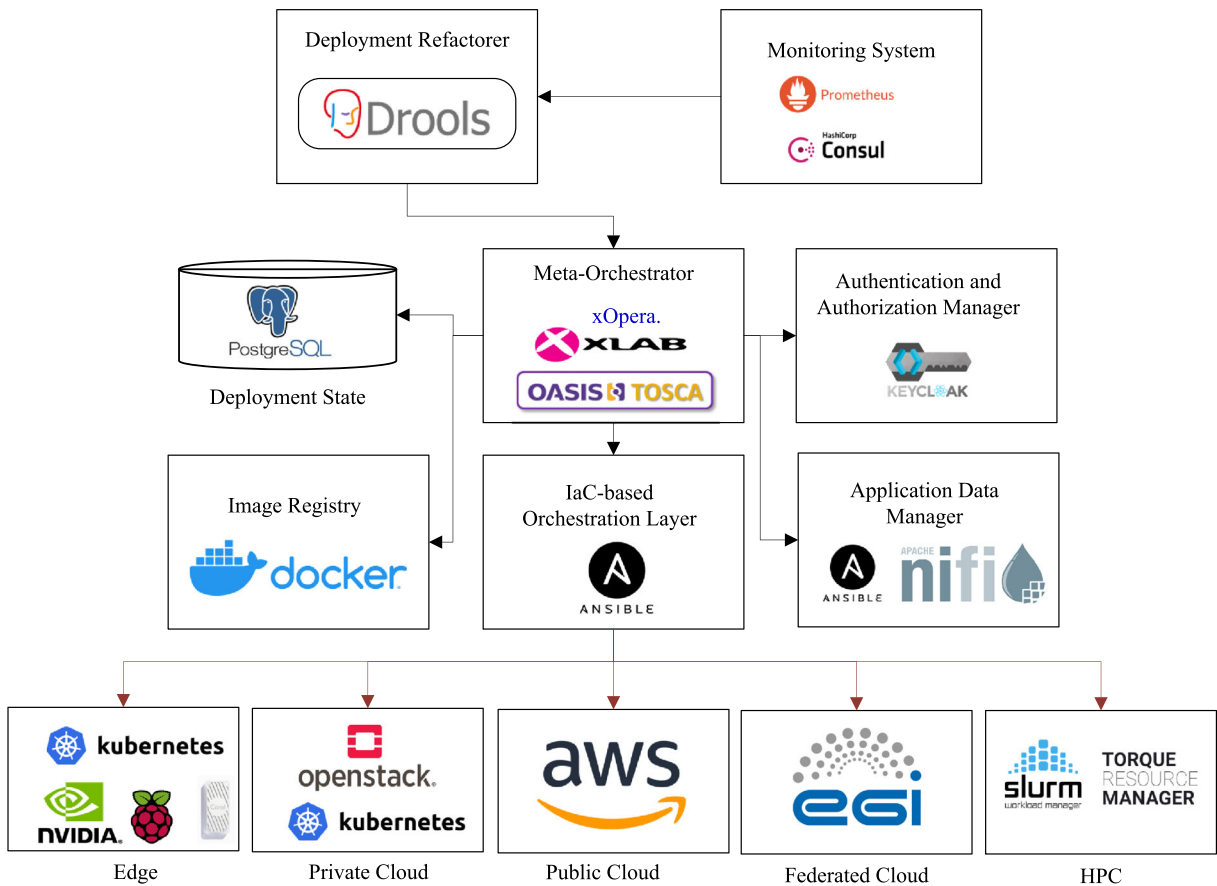 Deployment Refactorer
Drools
Monitoring System
Prometheus
HashiCorp
Consul
PostgreSQL
Deployment State
Meta-Orchestrator
xOpera.
XLAB
OASIS TOSCA
Authentication and
Authorization Manager
KEYCLOAK
Image Registry
docker
IaC-based
Orchestration Layer
ANSIBLE
Application Data
Manager
ANSIBLE
APACHE
nifi
kubernetes
NVIDIA.
Edge
openstack.
kubernetes
Private Cloud
aws
Public Cloud
egi
Federated Cloud
slurm
workload manager
TORQUE
RESOURCE
MANAGER
HPC